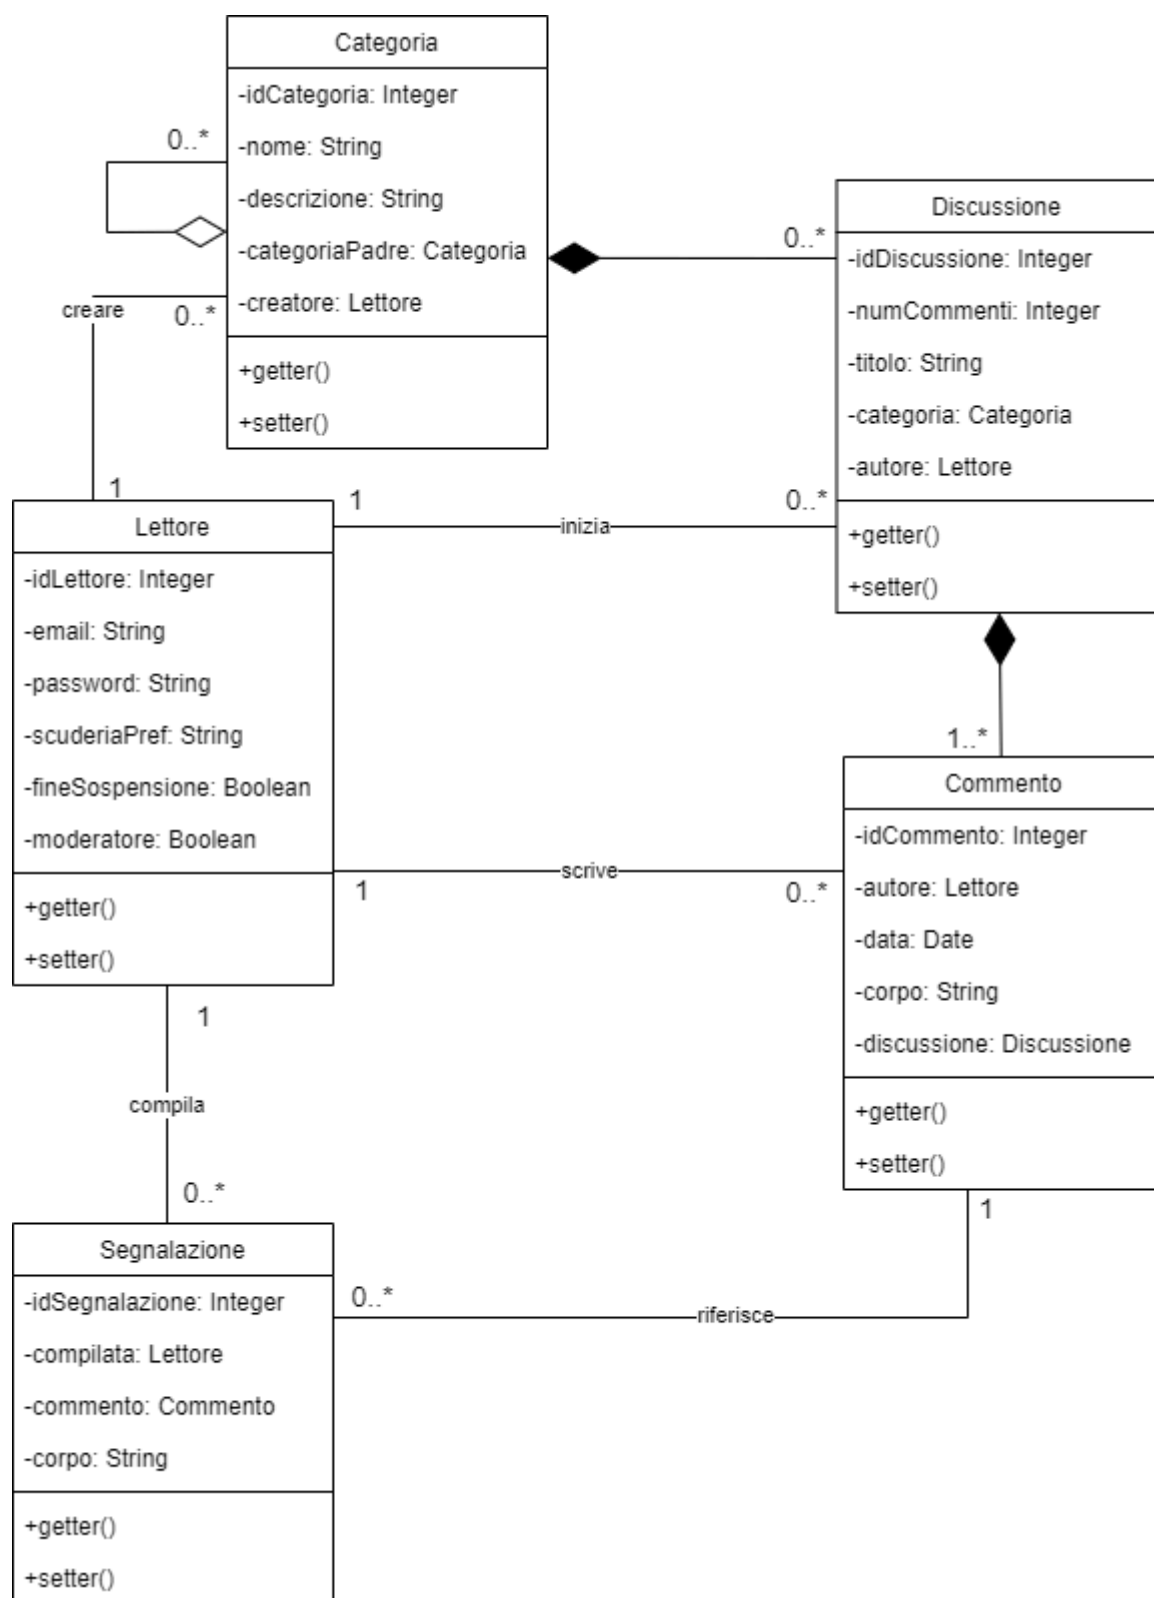 Categoria
-idCategoria: Integer
-nome: String
-descrizione: String
-categoriaPadre: Categoria
-creatore: Lettore
+getter()
+setter()
0..*
0..*
creare
1
0..*
Discussione
-idDiscussione: Integer
-numCommenti: Integer
-titolo: String
-categoria: Categoria
-autore: Lettore
+getter()
+setter()
1
inizia
0..*
Lettore
-idLettore: Integer
-email: String
-password: String
-scuderiaPref: String
-fineSospensione: Boolean
-moderatore: Boolean
+getter()
+setter()
1..*
Commento
-idCommento: Integer
-autore: Lettore
-data: Date
-corpo: String
-discussione: Discussione
+getter()
+setter()
1
scrive
0..*
1
compila
0..*
1
riferisce
0..*
Segnalazione
-idSegnalazione: Integer
-compilata: Lettore
-commento: Commento
-corpo: String
+getter()
+setter()